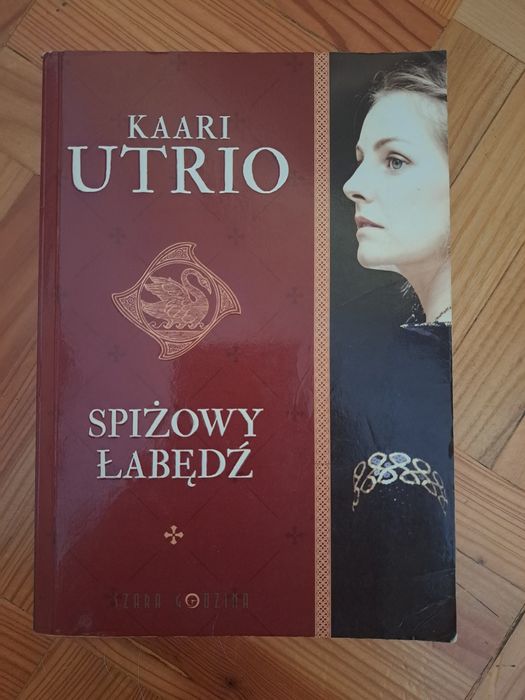 KAARI
UTRIO
SPIŻOWY
ŁABĘDŹ
SZARA GODZINA